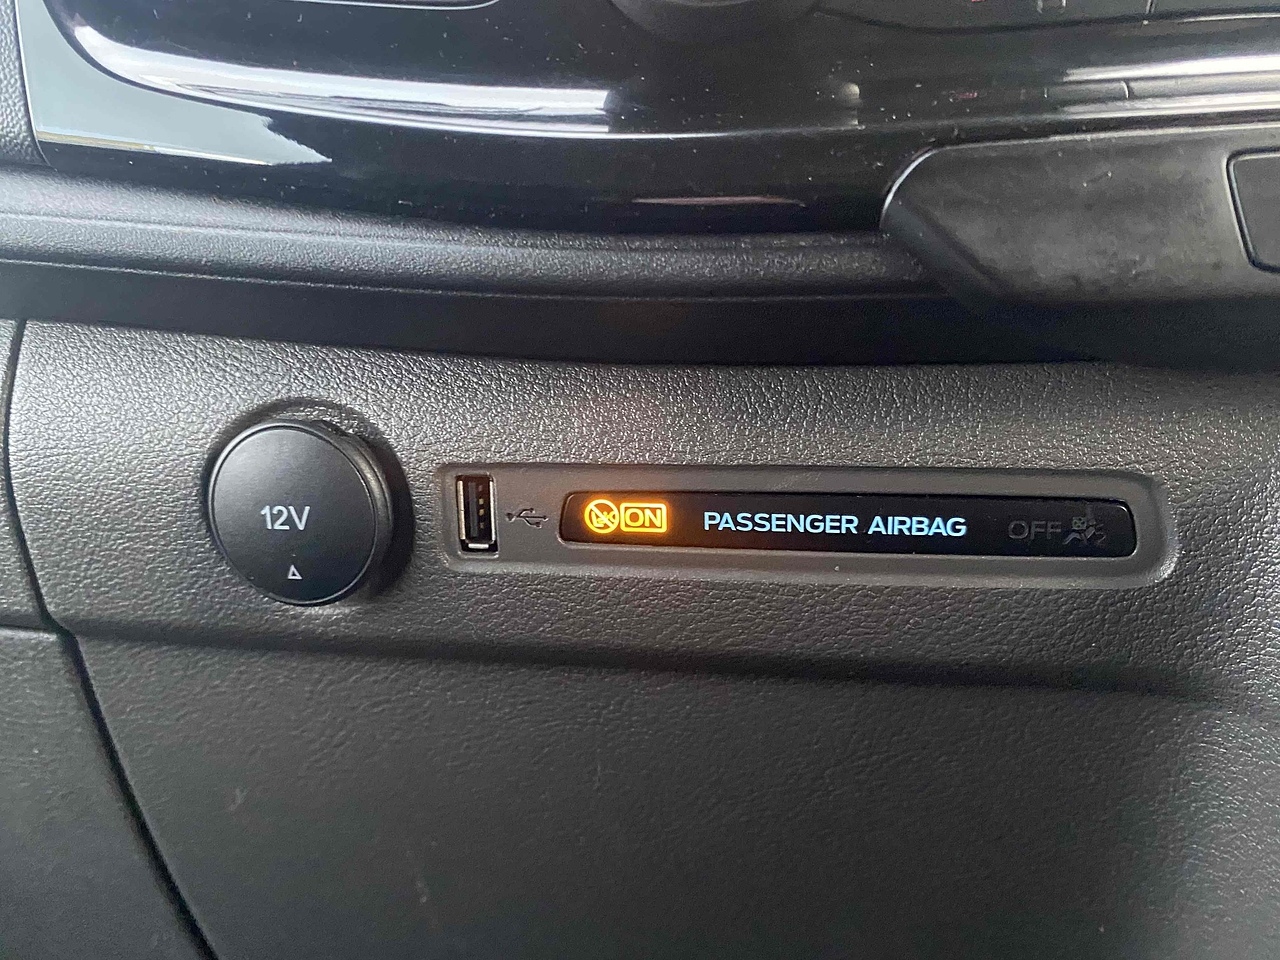 12V
ON PASSENGER AIRBAG OFF